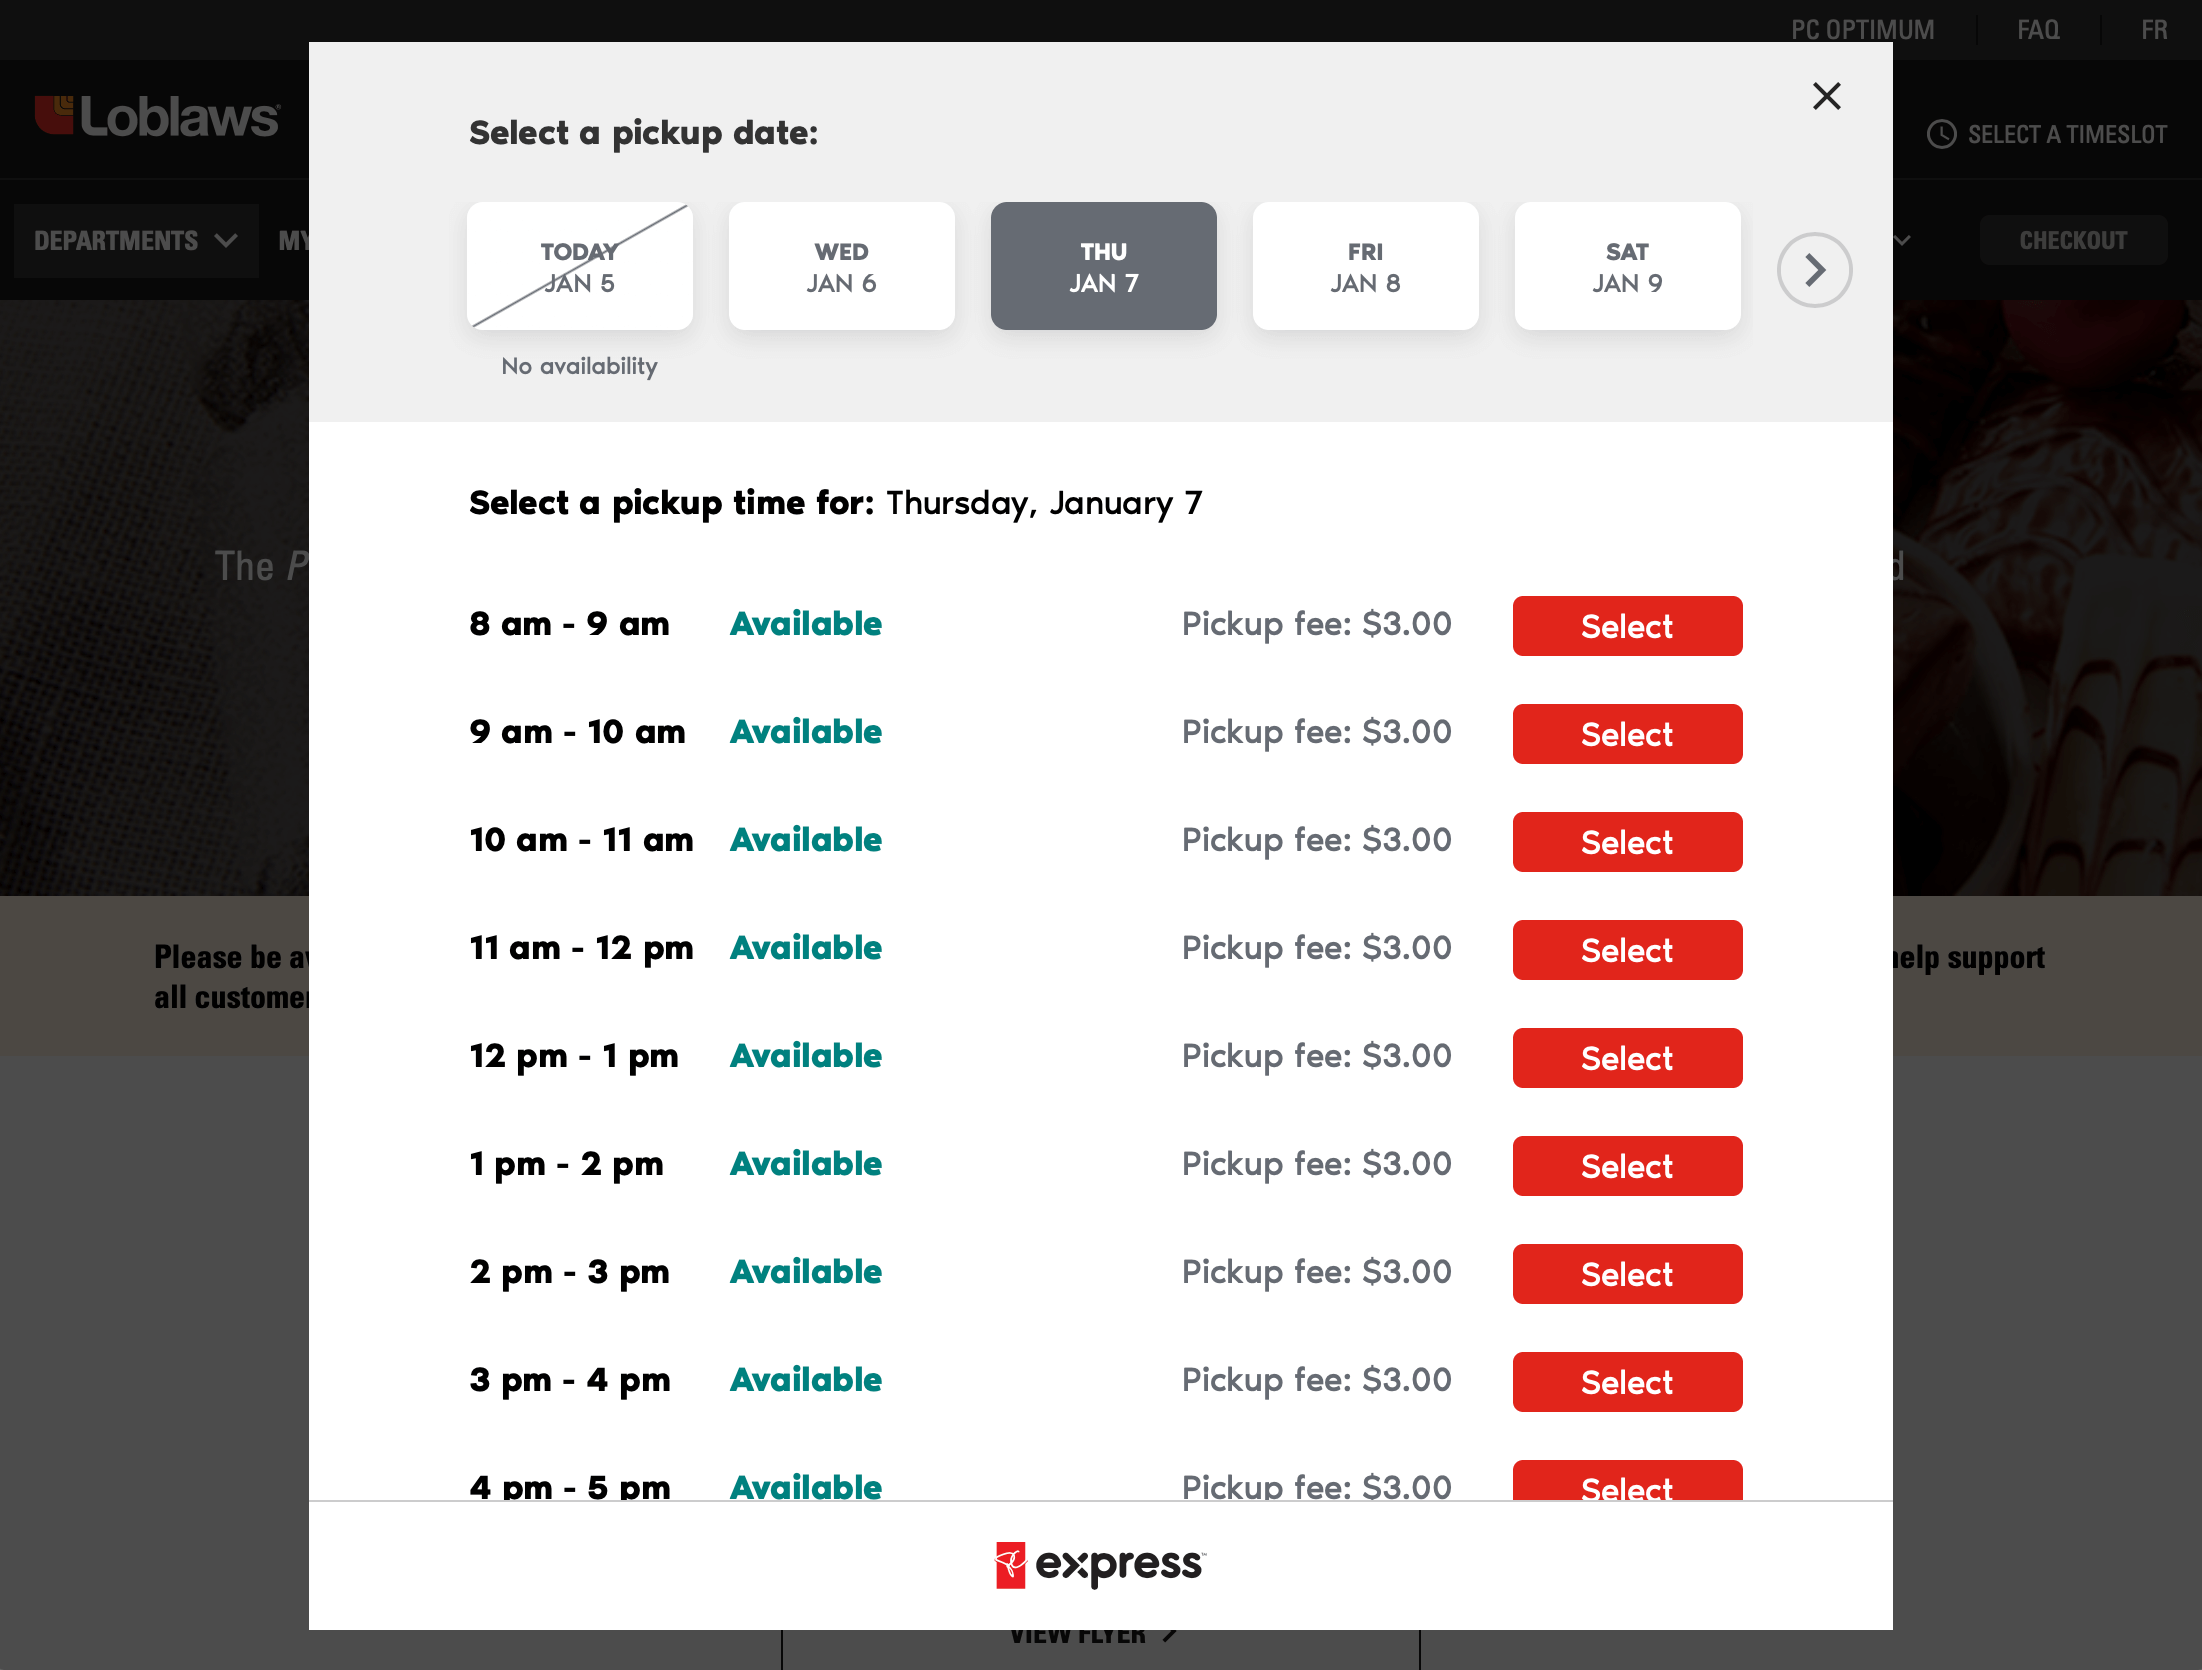 PC OPTIMUM FAQ FR
Loblaws
SELECT A TIMESLOT
DEPARTMENTS MY
CHECKOUT
Select a pickup date:
TODAY
JAN 5
No availability
WED
JAN 6
THU
JAN 7
FRI
JAN 8
SAT
JAN 9
The P
d
Select a pickup time for: Thursday, January 7
8 am - 9 am Available Pickup fee: $3.00 Select
9 am - 10 am Available Pickup fee: $3.00 Select
10 am - 11 am Available Pickup fee: $3.00 Select
11 am - 12 pm Available Pickup fee: $3.00 Select
12 pm - 1 pm Available Pickup fee: $3.00 Select
1 pm - 2 pm Available Pickup fee: $3.00 Select
2 pm - 3 pm Available Pickup fee: $3.00 Select
3 pm - 4 pm Available Pickup fee: $3.00 Select
4 pm - 5 pm Available Pickup fee: $3.00 Select
Please be
help support
all
express™
VIEW FLYER